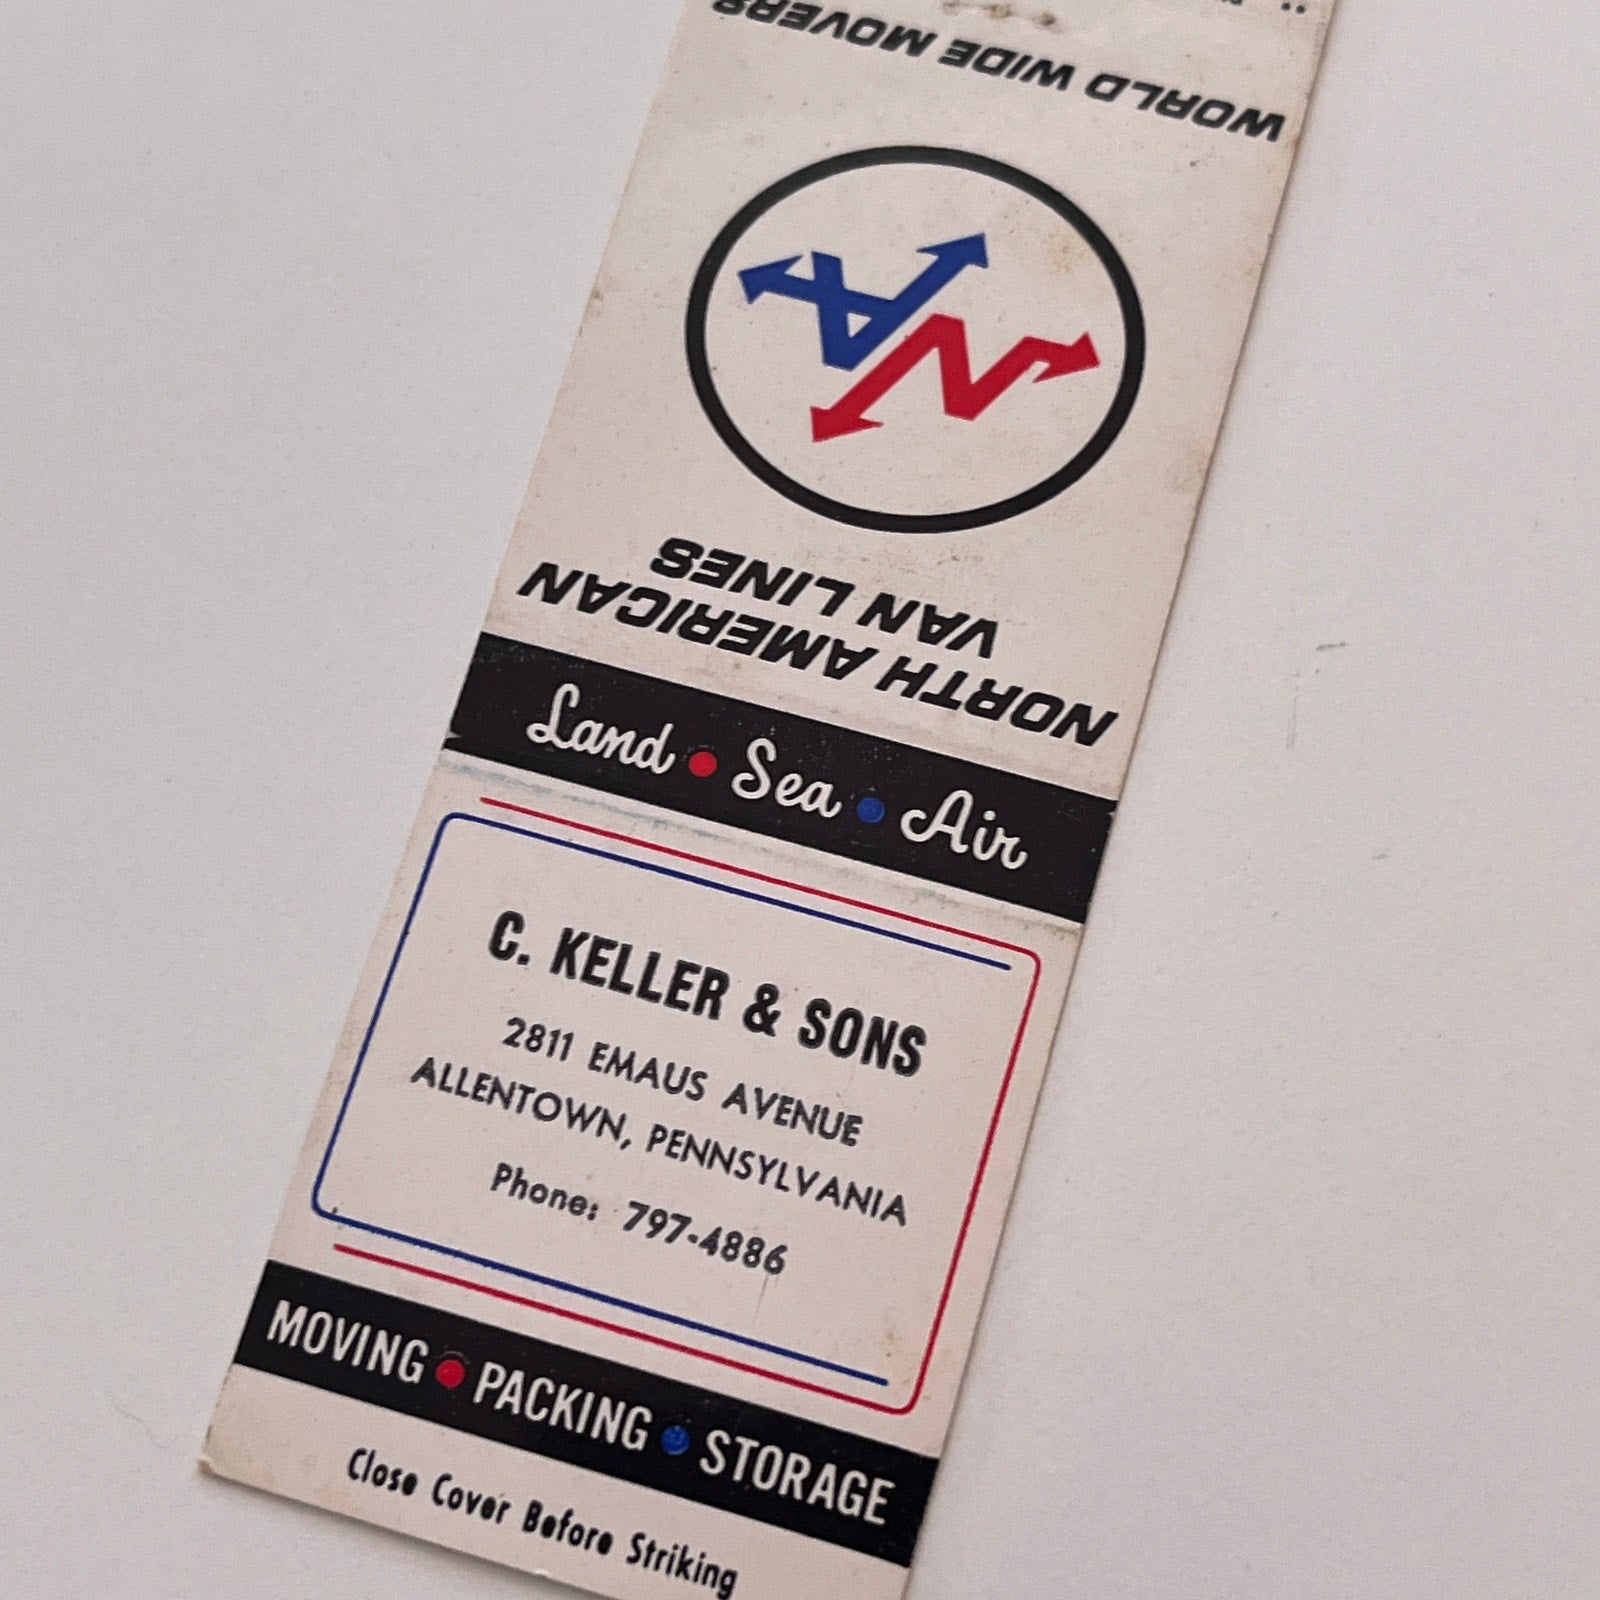 WORLD WIDE MOVERS
NA
NORTH AMERICAN
VAN LINES
Land • Sea • Air
C. KELLER & SONS
2811 EMAUS AVENUE
ALLENTOWN, PENNSYLVANIA
Phone: 797-4886
MOVING • PACKING • STORAGE
Close Cover Before Striking